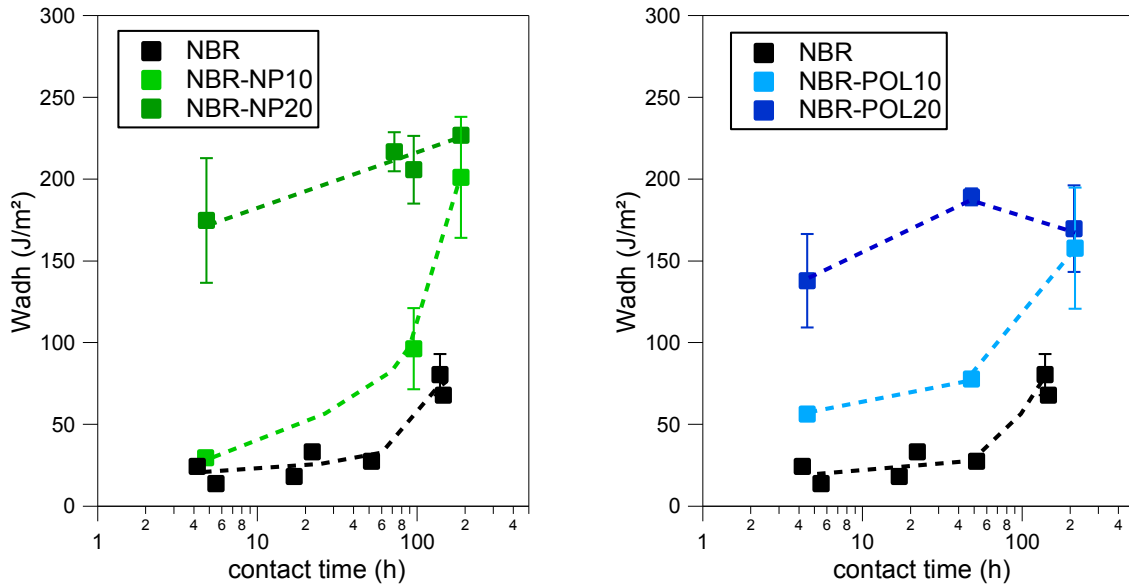 300
250
200
150
100
50
0
Wadh (J/m²)
NBR
NBR-NP10
NBR-NP20
2 4 6 8 2 4 6 8 2 4
1 10 100
contact time (h)
300
250
200
150
100
50
0
Wadh (J/m²)
NBR
NBR-POL10
NBR-POL20
2 4 6 8 2 4 6 8 2 4
1 10 100
contact time (h)